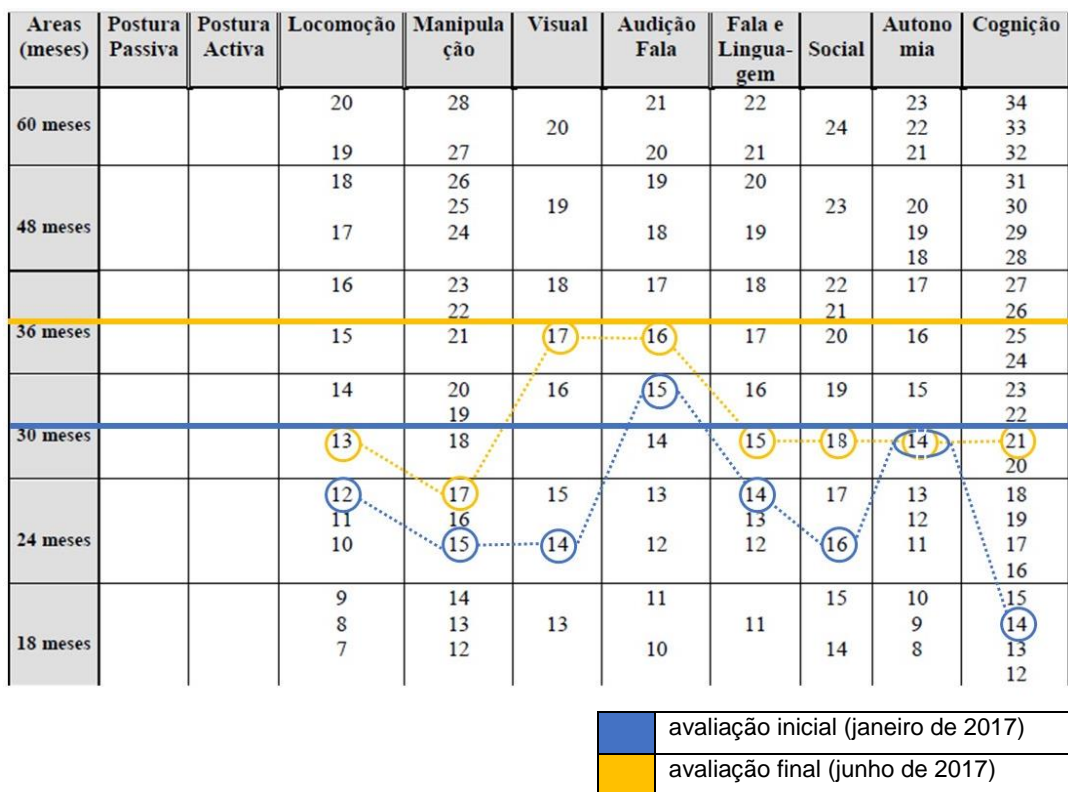 Areas Postura Postura Locomoção Manipula Visual Audição Fala e Autono Cognição
(meses) Passiva Activa ção Fala Lingua- Social mia
gem
20 28 21 22 23 34
60 meses 20 24 22 33
19 27 20 21 21 32
18 26 19 20 31
25 19 23 20 30
48 meses 17 24 18 19 19 29
18 28
16 23 18 17 18 22 17 27
22 21 26
36 meses 15 21 17 16 17 20 16 25
24
14 20 16 15 16 19 15 23
19 22
30 meses 13 18 14 15 18 14 21
20
12 17 15 13 14 17 13 18
11 16 13 12 19
24 meses 10 15 14 12 12 16 11 17
16
9 14 11 15 10 15
8 13 13 11 9 14
18 meses 7 12 10 14 8 13
12
avaliação inicial (janeiro de 2017)
avaliação final (junho de 2017)